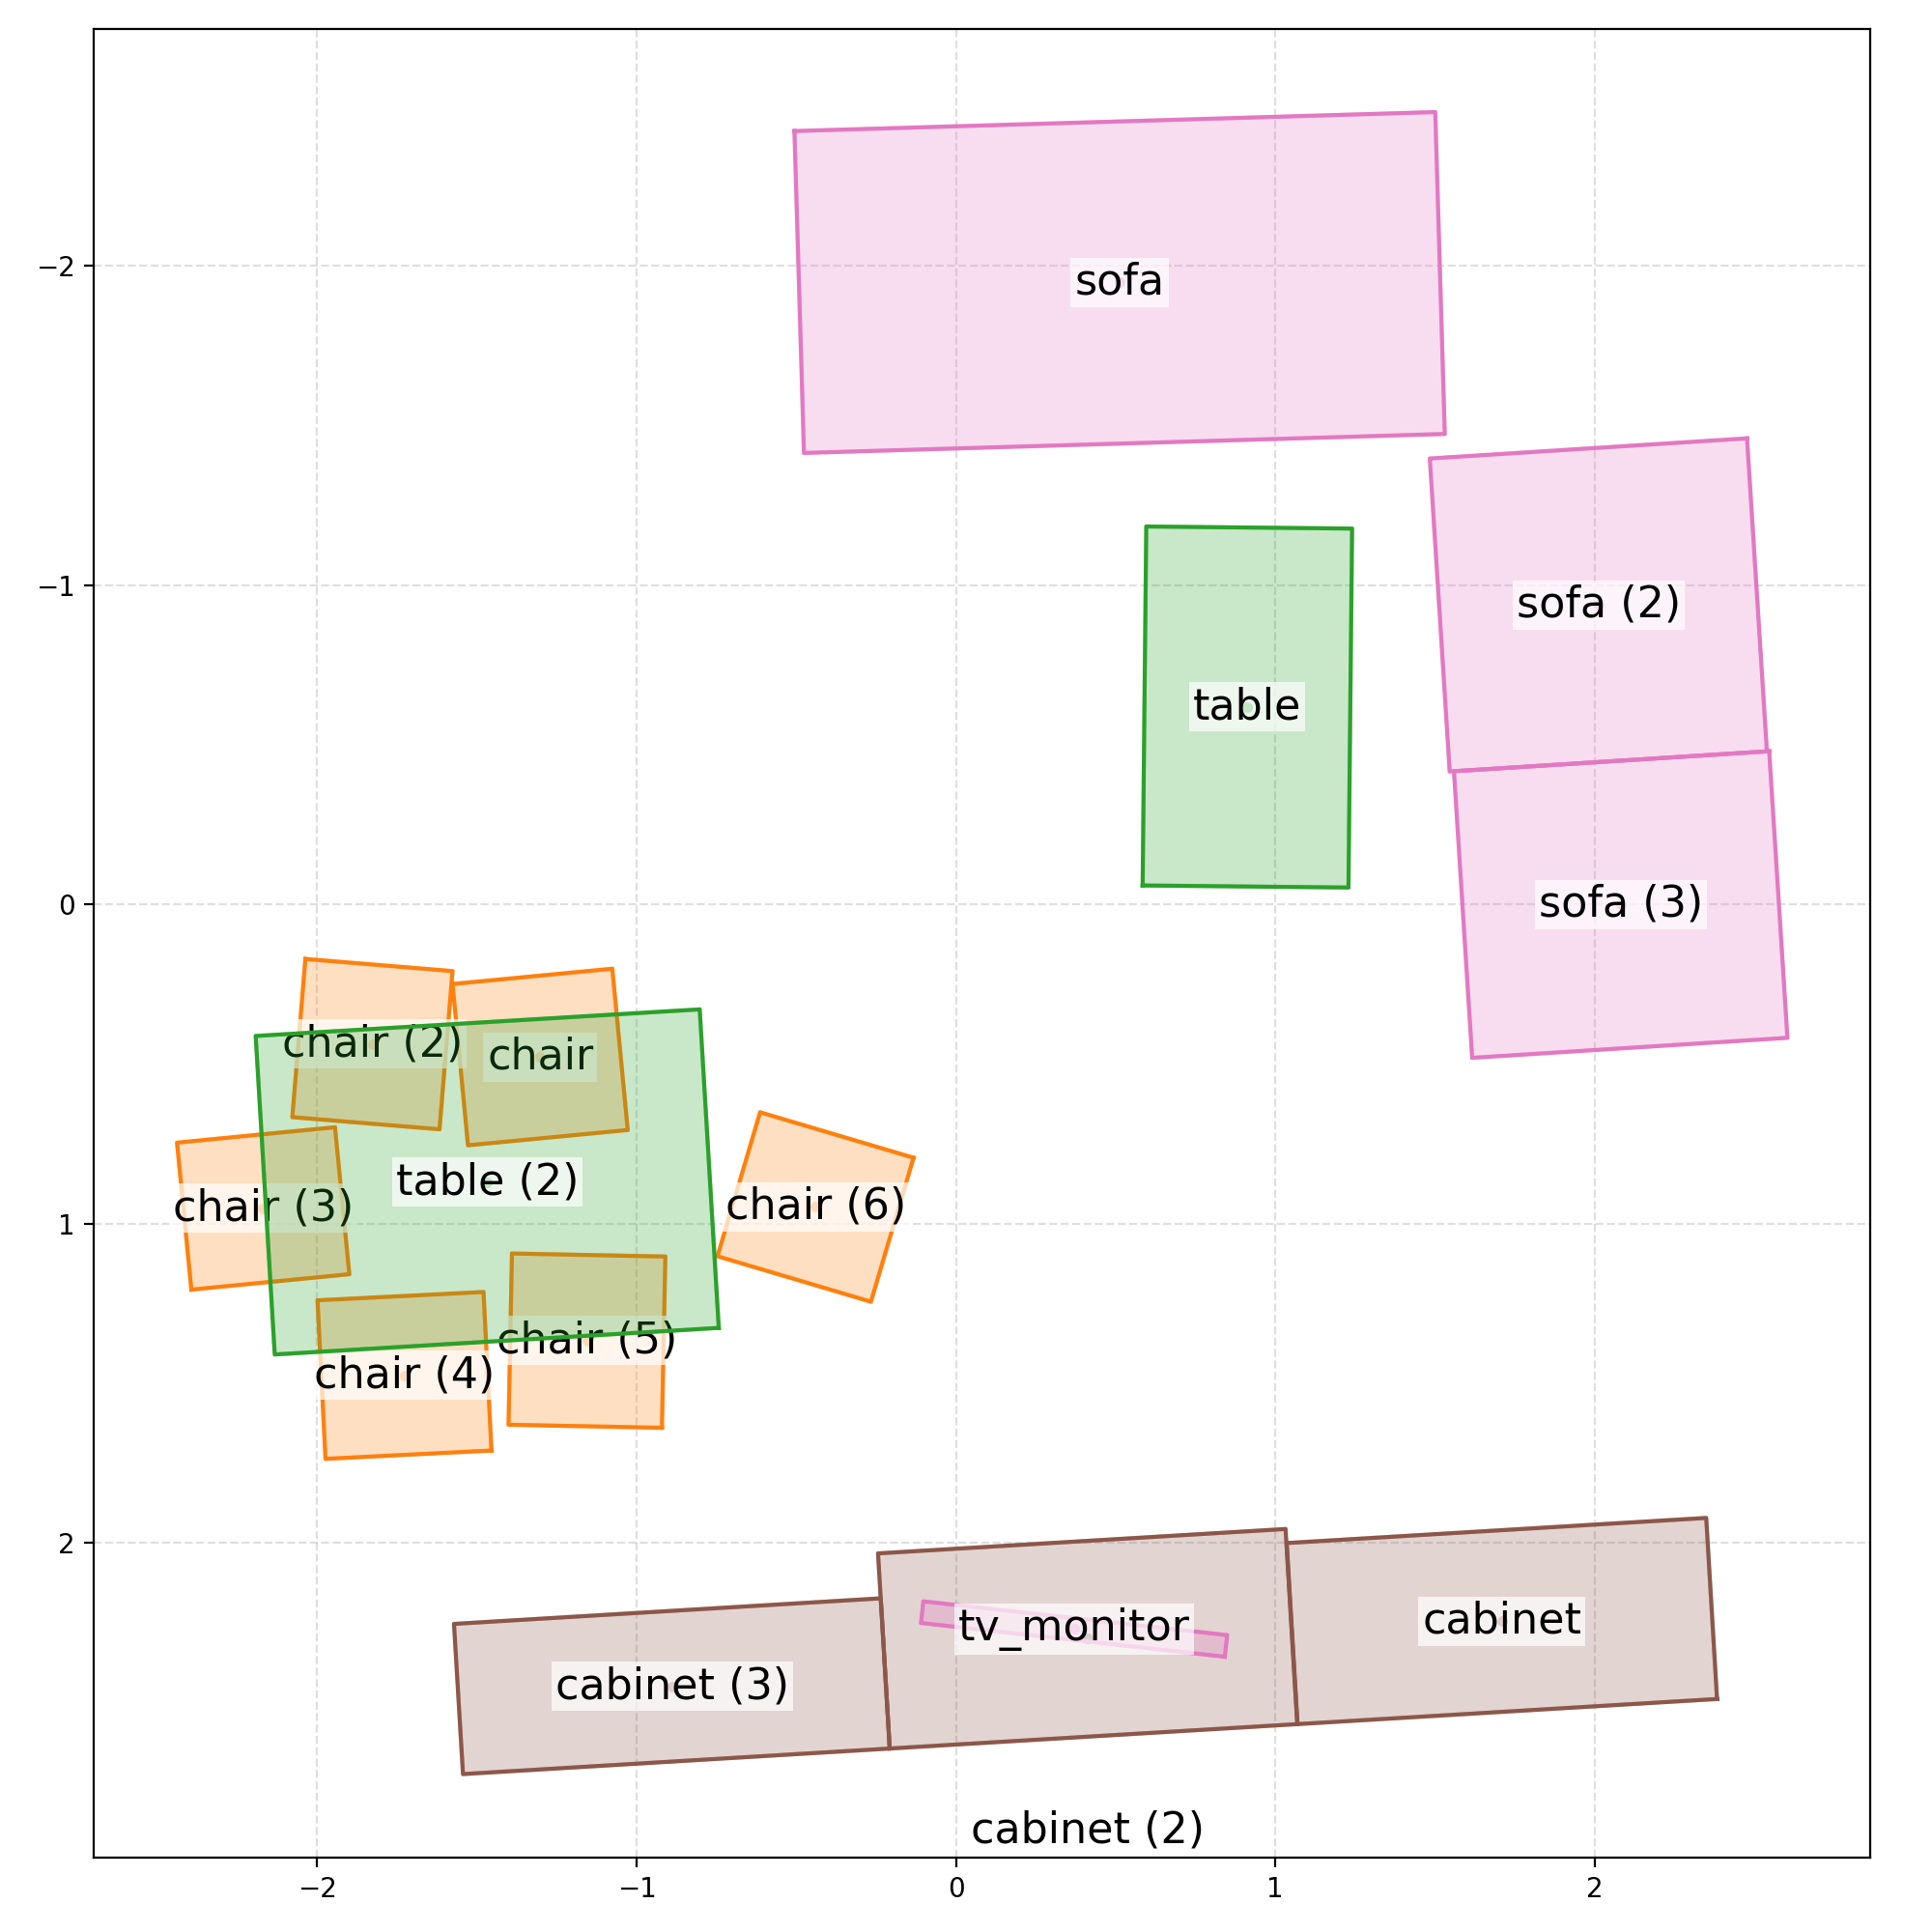 sofa
−2
−1
sofa (2)
table
0
sofa (3)
chair (2)
chair
table (2)
chair (3)
chair (6)
1
chair (5)
chair (4)
2
tv_monitor
cabinet
cabinet (3)
cabinet (2)
−2
−1
0
1
2